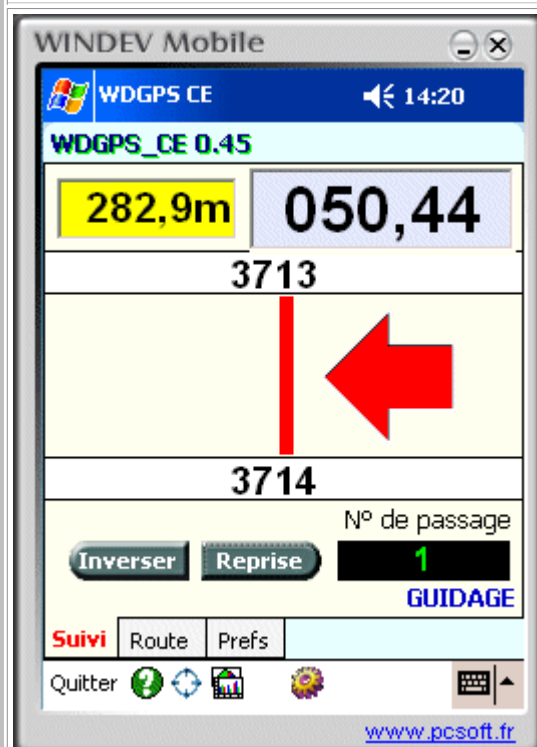 WINDEV Mobile
WDGPS CE 14:20
WDGPS_CE 0.45
282,9m 050,44
3713
3714
Nº de passage
Inverser Reprise 1
GUIDAGE
Suivi Route Prefs
Quitter ?
www.pcsoft.fr